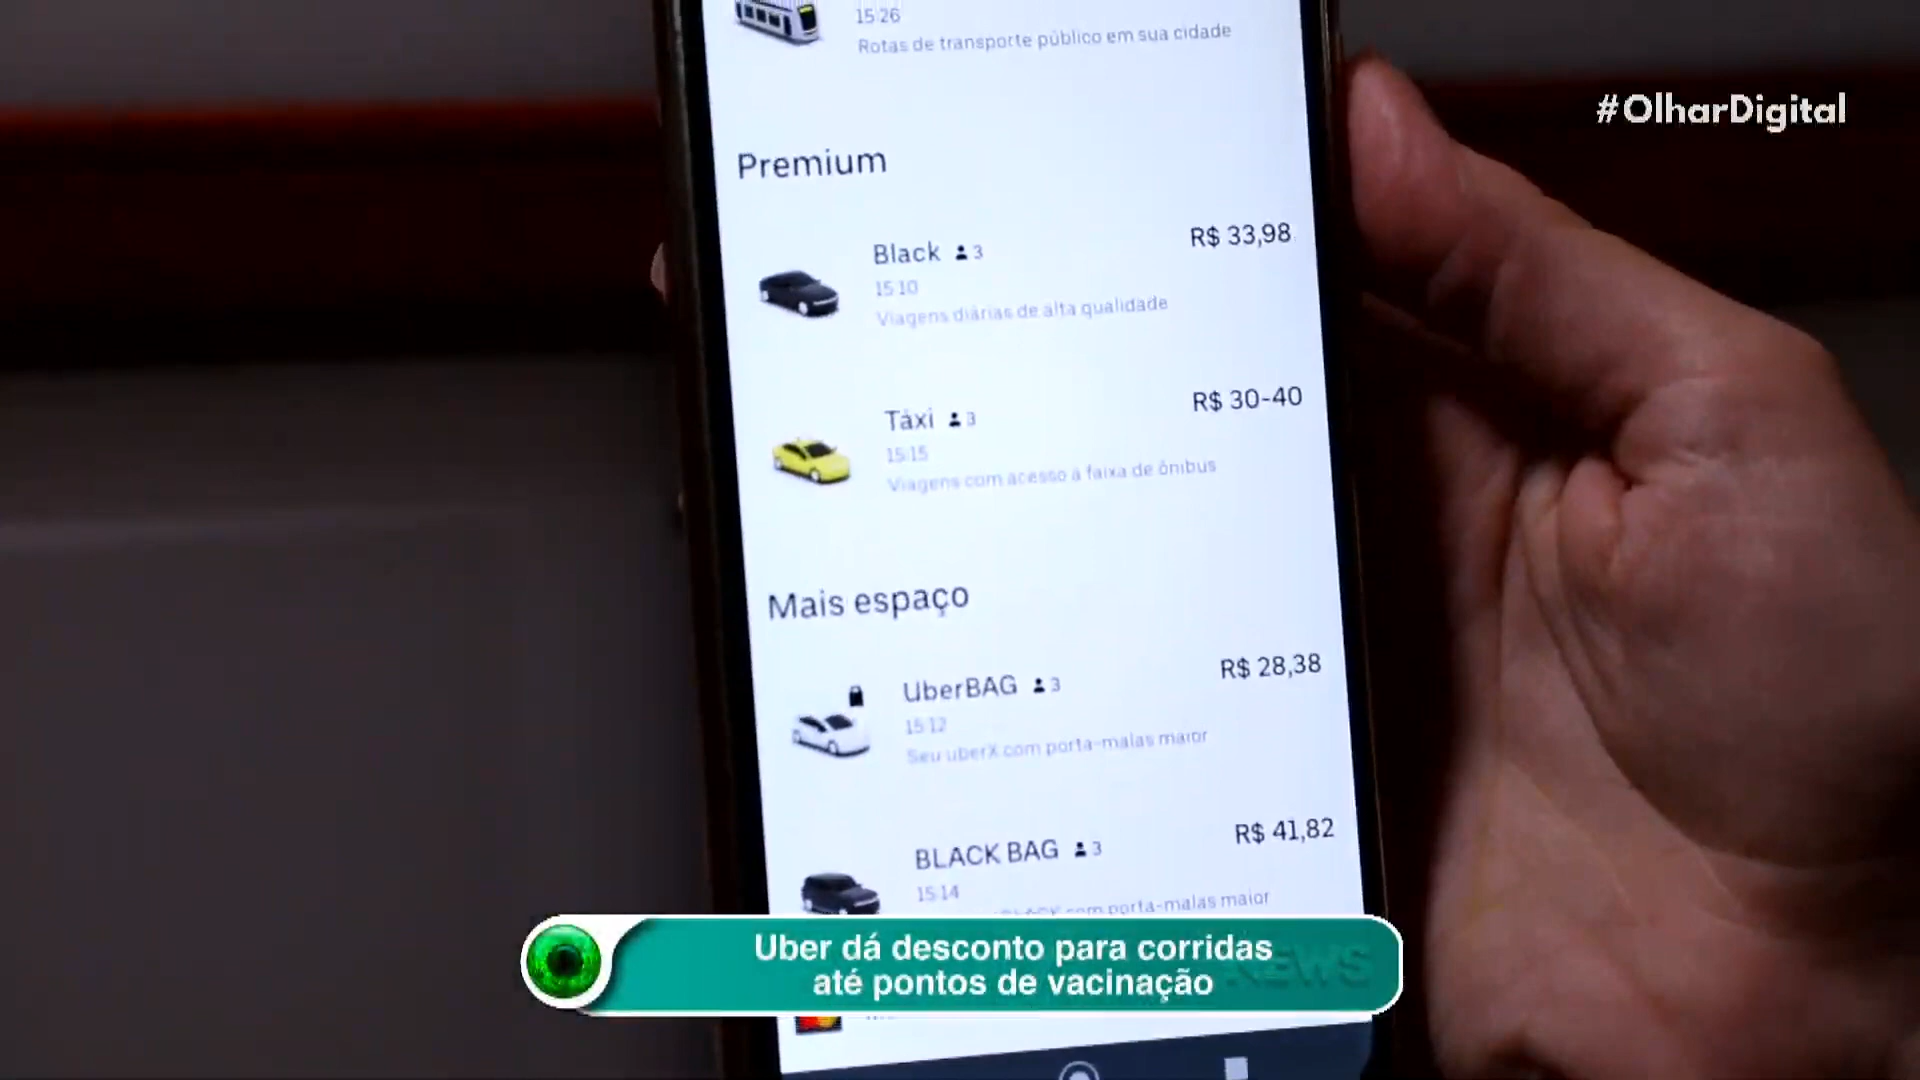 15:26
Rotas de transporte público em sua cidade
#OlharDigital
Premium
Black 3
R$ 33,98
15:10
Viagens diárias de alta qualidade
Táxi 3
R$ 30-40
15:15
Viagens com acesso à faixa de ônibus
Mais espaço
UberBAG 3
R$ 28,38
15:12
Seu uberX com porta-malas maior
BLACK BAG 3
R$ 41,82
15:14
BLACK com porta-malas maior
Uber dá desconto para corridas
até pontos de vacinação
NEWS